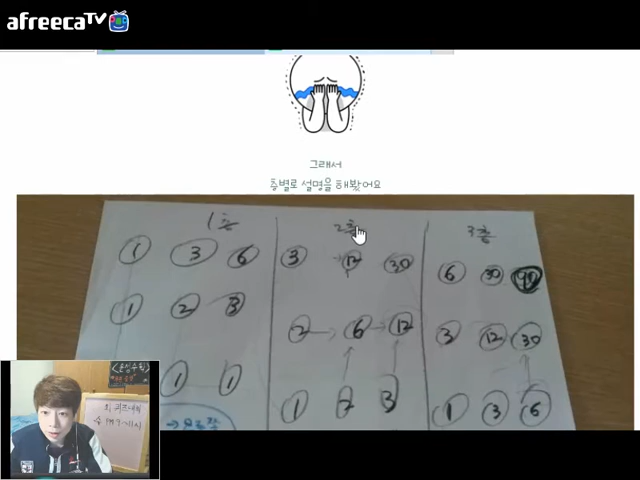 afreecaTV
그래서
층별로 설명을 해봤어요
1층 2층 3층
1 3 6 3 12 30 6 30 90
1 2 3 2 6 12 3 12 30
1 1 1 2 3 1 3 6